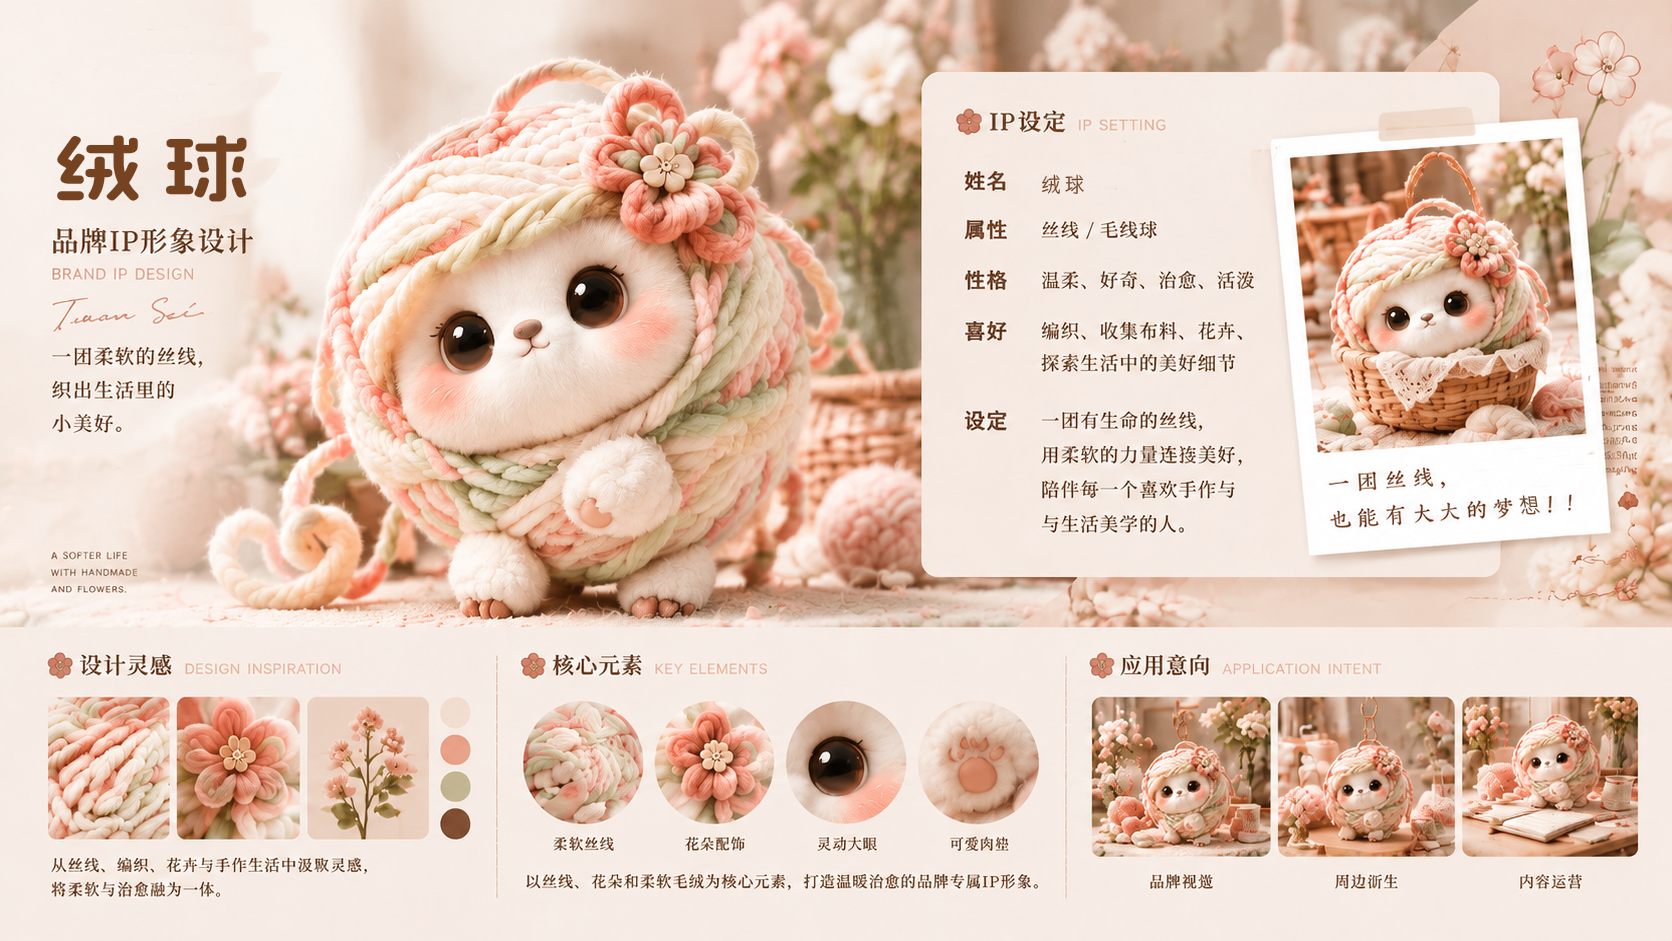 绒球
品牌IP形象设计
BRAND IP DESIGN
一团柔软的丝线，
织出生活里的
小美好。
A SOFTER LIFE
WITH HANDMADE
AND FLOWERS.
IP设定 IP SETTING
姓名 绒球
属性 丝线 / 毛线球
性格 温柔、好奇、治愈、活泼
喜好 编织、收集布料、花卉、
探索生活中的美好细节
设定 一团有生命的丝线，
用柔软的力量连接美好，
陪伴每一个喜欢手作与
与生活美学的人。
一团丝线，
也能有大大的梦想！！
设计灵感 DESIGN INSPIRATION
从丝线、编织、花卉与手作生活中汲取灵感，
将柔软与治愈融为一体。
核心元素 KEY ELEMENTS
柔软丝线
花朵配饰
灵动大眼
可爱肉
以丝线、花朵和柔软毛绒为核心元素，打造温暖治愈的品牌专属IP形象。
应用意向 APPLICATION INTENT
品牌视
周边衍生
内容运营